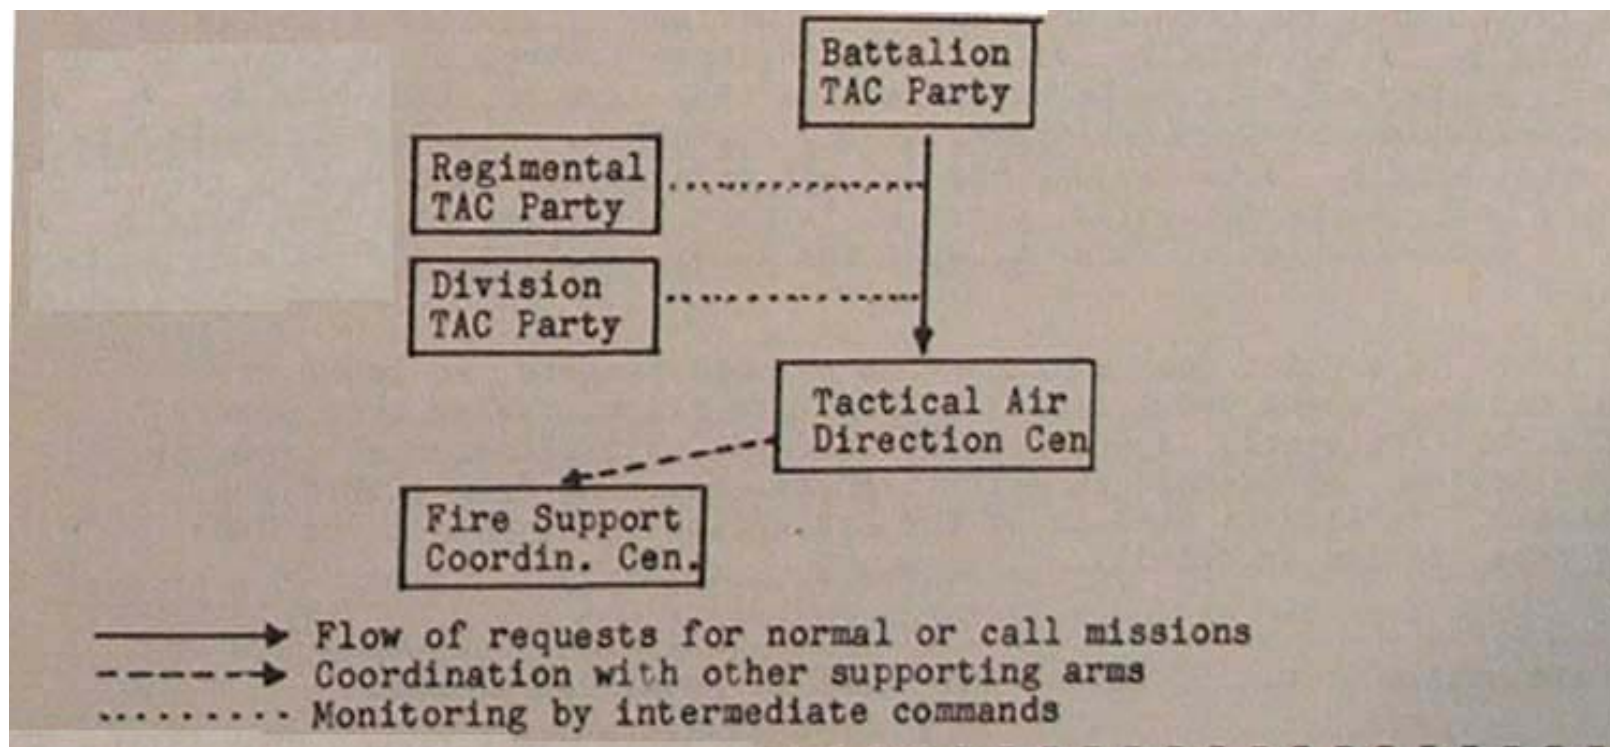 Battalion
TAC Party
Regimental
TAC Party
Division
TAC Party
Tactical Air
Direction Cen
Fire Support
Coordin. Cen.
Flow of requests for normal or call missions
Coordination with other supporting arms
Monitoring by intermediate commands